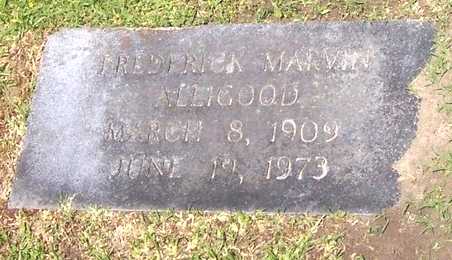 FREDERICK MARVIN
ALLIGOOD
MARCH 8, 1909
JUNE 19, 1973